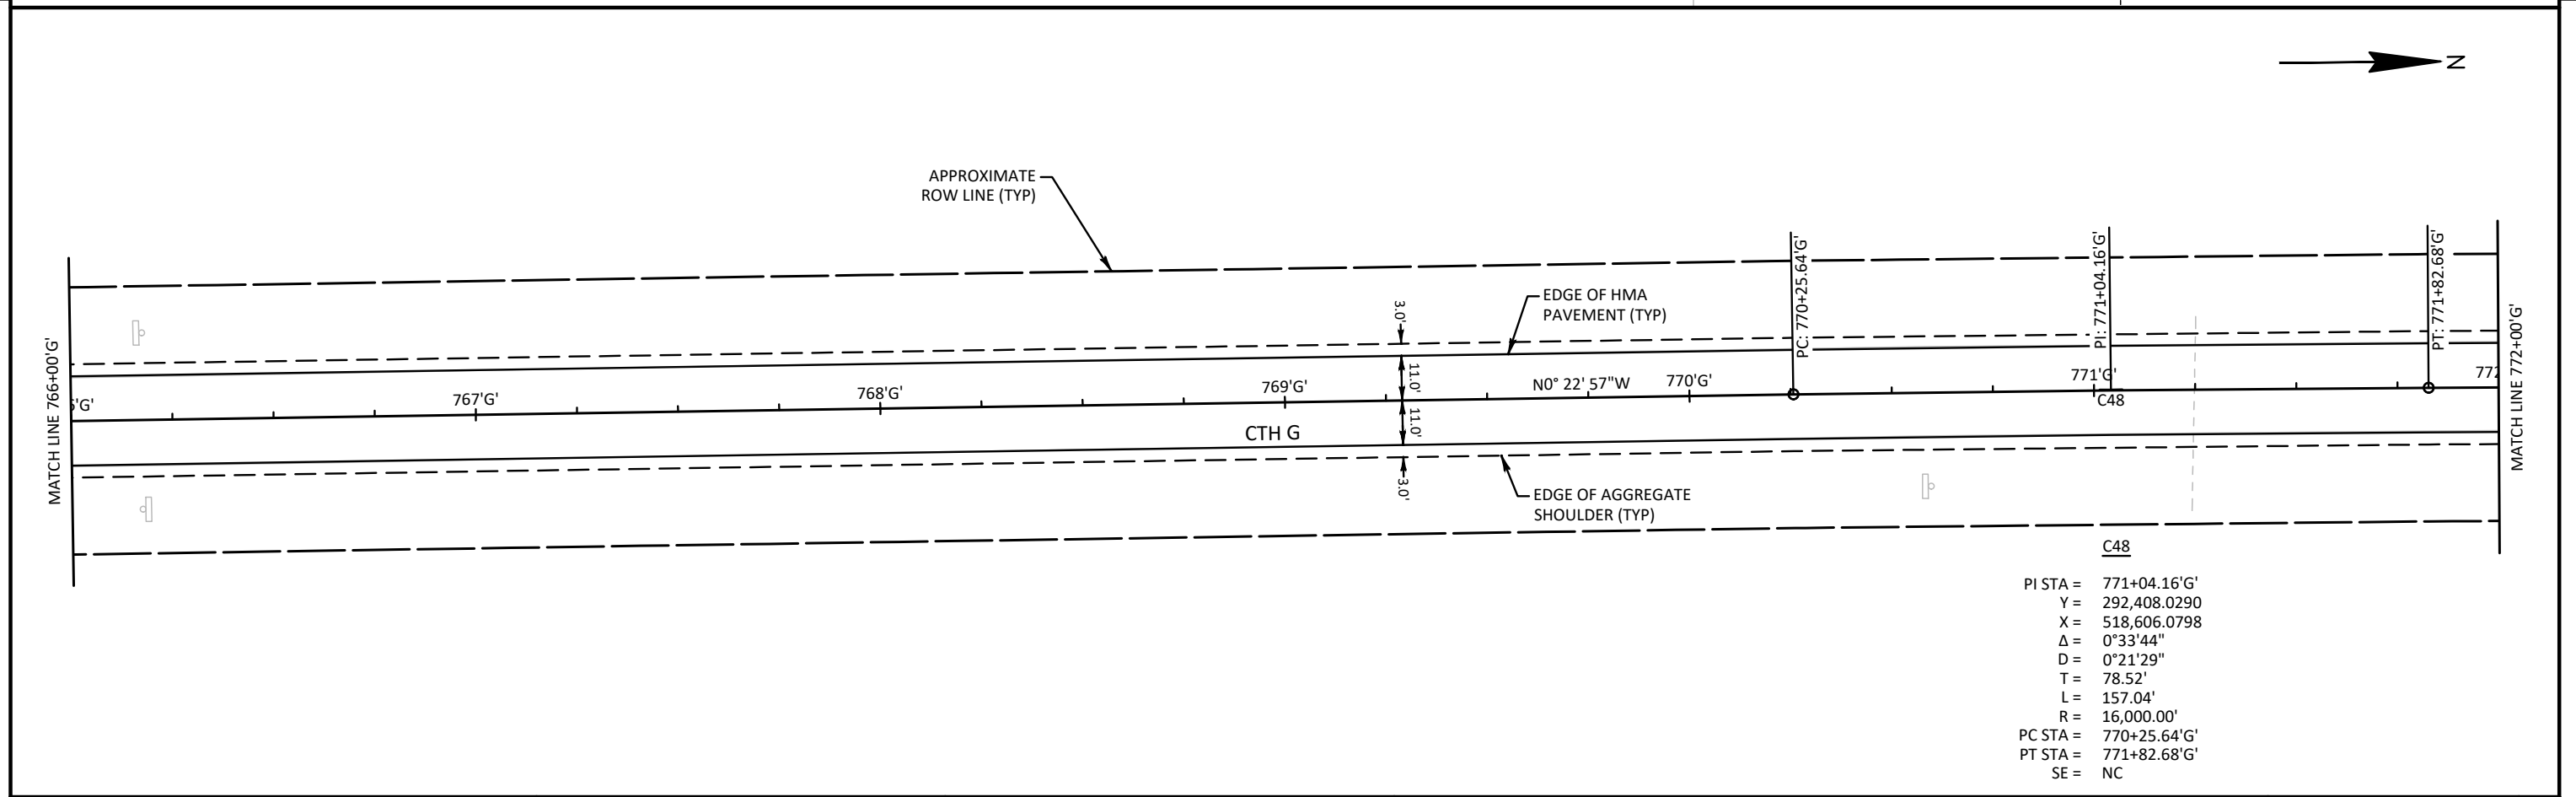 N
APPROXIMATE
ROW LINE (TYP)
MATCH LINE 766+00'G'
'G'
767'G'
768'G'
769'G'
3.0'
11.0'
11.0'
3.0'
CTH G
EDGE OF HMA
PAVEMENT (TYP)
N0° 22' 57"W
770'G'
EDGE OF AGGREGATE
SHOULDER (TYP)
PC: 770+25.64'G'
PI: 771+04.16'G'
771'G'
C48
PT: 771+82.68'G'
772
MATCH LINE 772+00'G'
C48
PI STA = 771+04.16'G'
Y = 292,408.0290
X = 518,606.0798
Δ = 0°33'44"
D = 0°21'29"
T = 78.52'
L = 157.04'
R = 16,000.00'
PC STA = 770+25.64'G'
PT STA = 771+82.68'G'
SE = NC